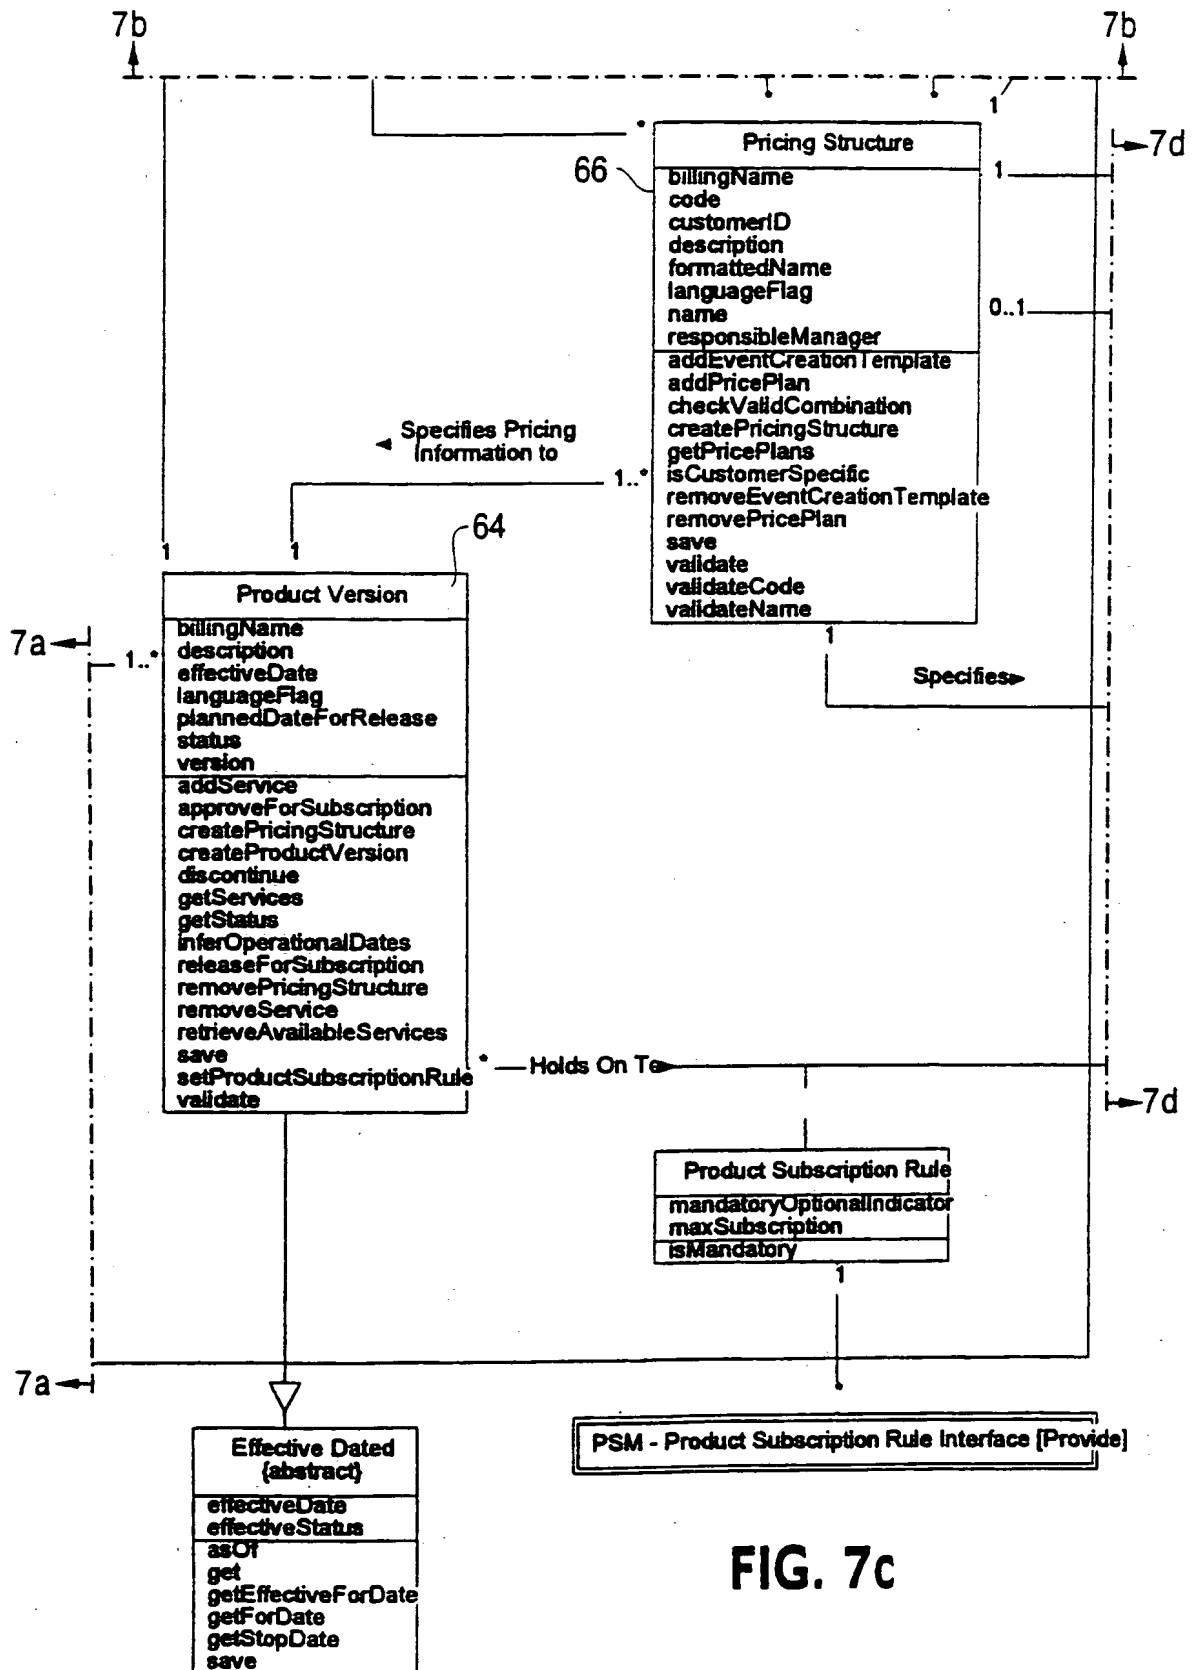 7b
7b
*
*
1
*
7d
Pricing Structure
66
1
billingName
code
customerID
description
formattedName
languageFlag
name
0..1
responsibleManager
addEventCreationTemplate
addPricePlan
checkValidCombination
createPricingStructure
getPricePlans
isCustomerSpecific
removeEventCreationTemplate
removePricePlan
save
validate
validateCode
validateName
Specifies Pricing
Information to
1..*
64
1
1
1
Specifies
Product Version
7a
1..*
billingName
description
effectiveDate
languageFlag
plannedDateForRelease
status
version
addService
approveForSubscription
createPricingStructure
createProductVersion
discontinue
getServices
getStatus
inferOperationalDates
releaseForSubscription
removePricingStructure
removeService
retrieveAvailableServices
save
setProductSubscriptionRule
validate
* Holds On To
7d
Product Subscription Rule
mandatoryOptionalIndicator
maxSubscription
isMandatory
1
*
7a
PSM - Product Subscription Rule Interface [Provide]
Effective Dated
{abstract}
effectiveDate
effectiveStatus
asOf
get
getEffectiveForDate
getForDate
getStopDate
save
FIG. 7c